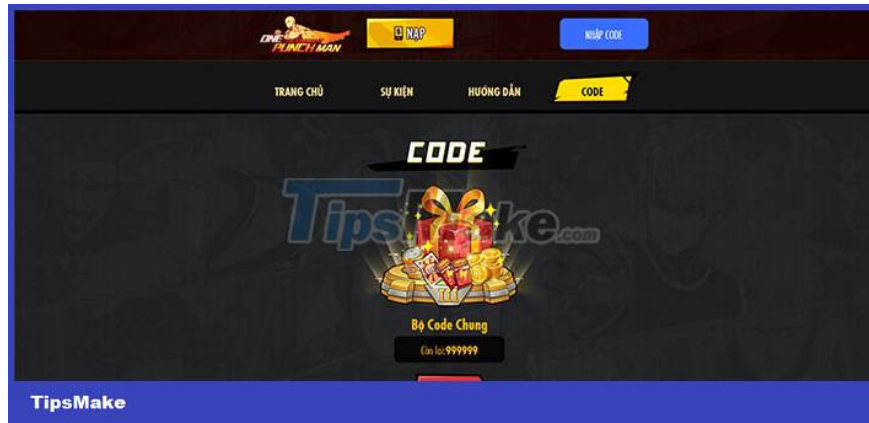 ONE PUNCH MAN
NẠP
NHẬP CODE
TRANG CHỦ
SỰ KIỆN
HƯỚNG DẪN
CODE
CODE
TipsMake.com
Bộ Code Chung
Còn lại:999999
TipsMake